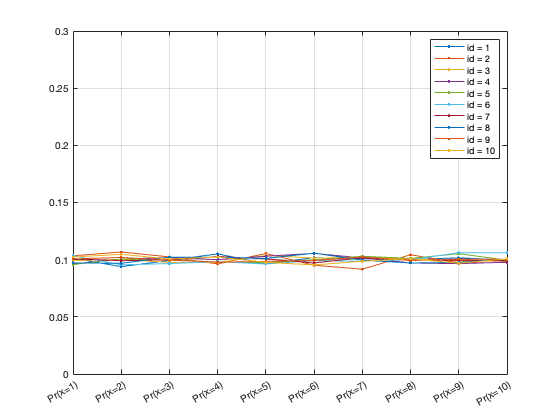 0.3
0.25
0.2
0.15
0.1
0.05
0
Pr(X=1)
Pr(X=2)
Pr(X=3)
Pr(X=4)
Pr(X=5)
Pr(X=6)
Pr(X=7)
Pr(X=8)
Pr(X=9)
Pr(X=10)
id = 1
id = 2
id = 3
id = 4
id = 5
id = 6
id = 7
id = 8
id = 9
id = 10